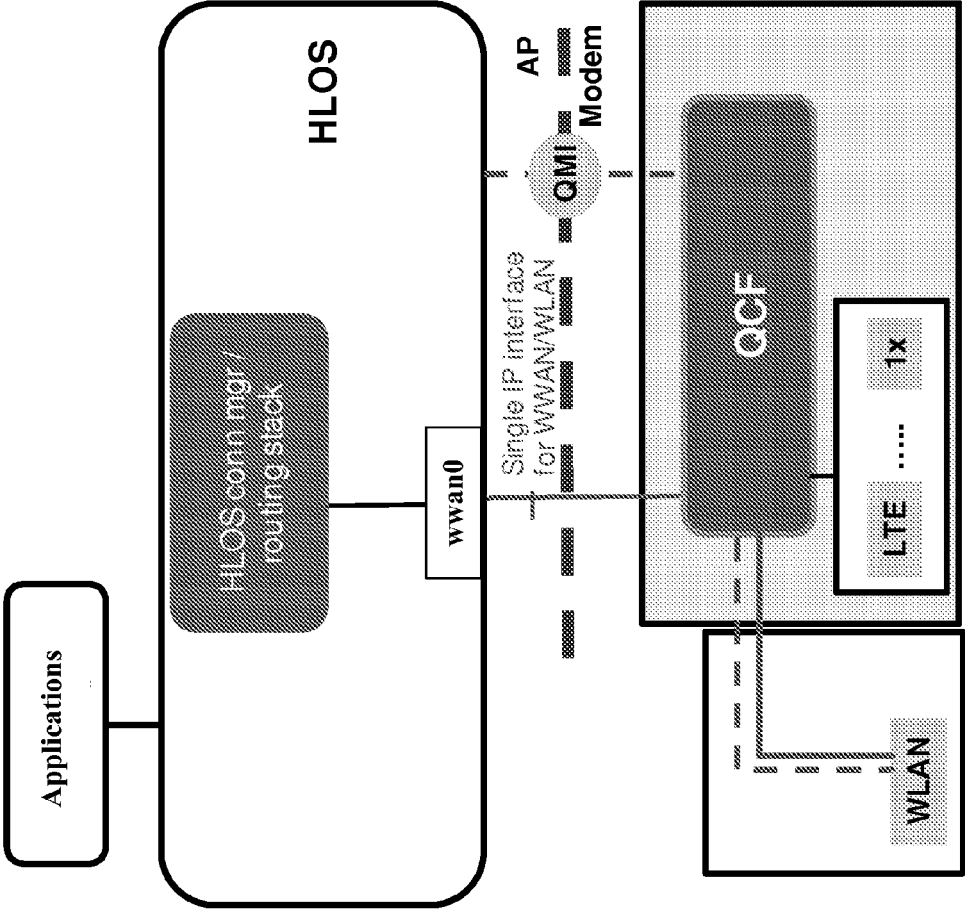 Applications
HLOS
HLOS conn mgr /
routing stack
wwan0
Single IP interface
for WWAN/WLAN
QMI
AP
Modem
QCF
LTE
.....
1x
WLAN